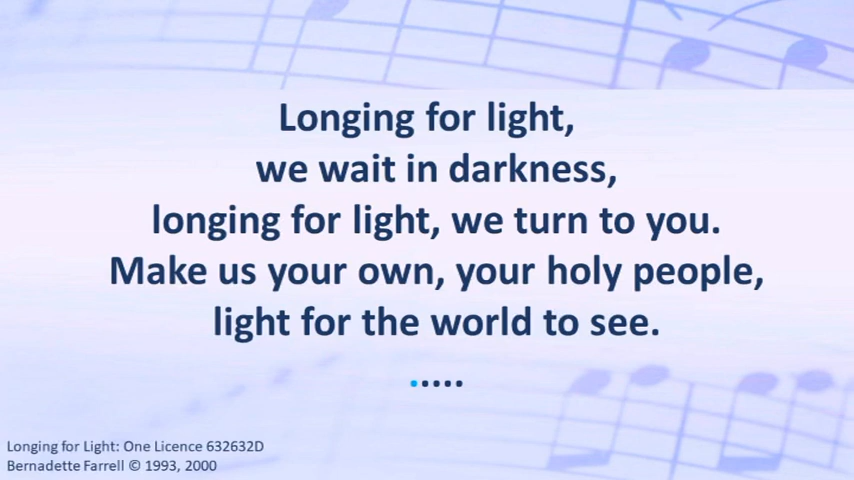 Longing for light,
we wait in darkness,
longing for light, we turn to you.
Make us your own, your holy people,
light for the world to see.
.....
Longing for Light: One Licence 632632D
Bernadette Farrell © 1993, 2000